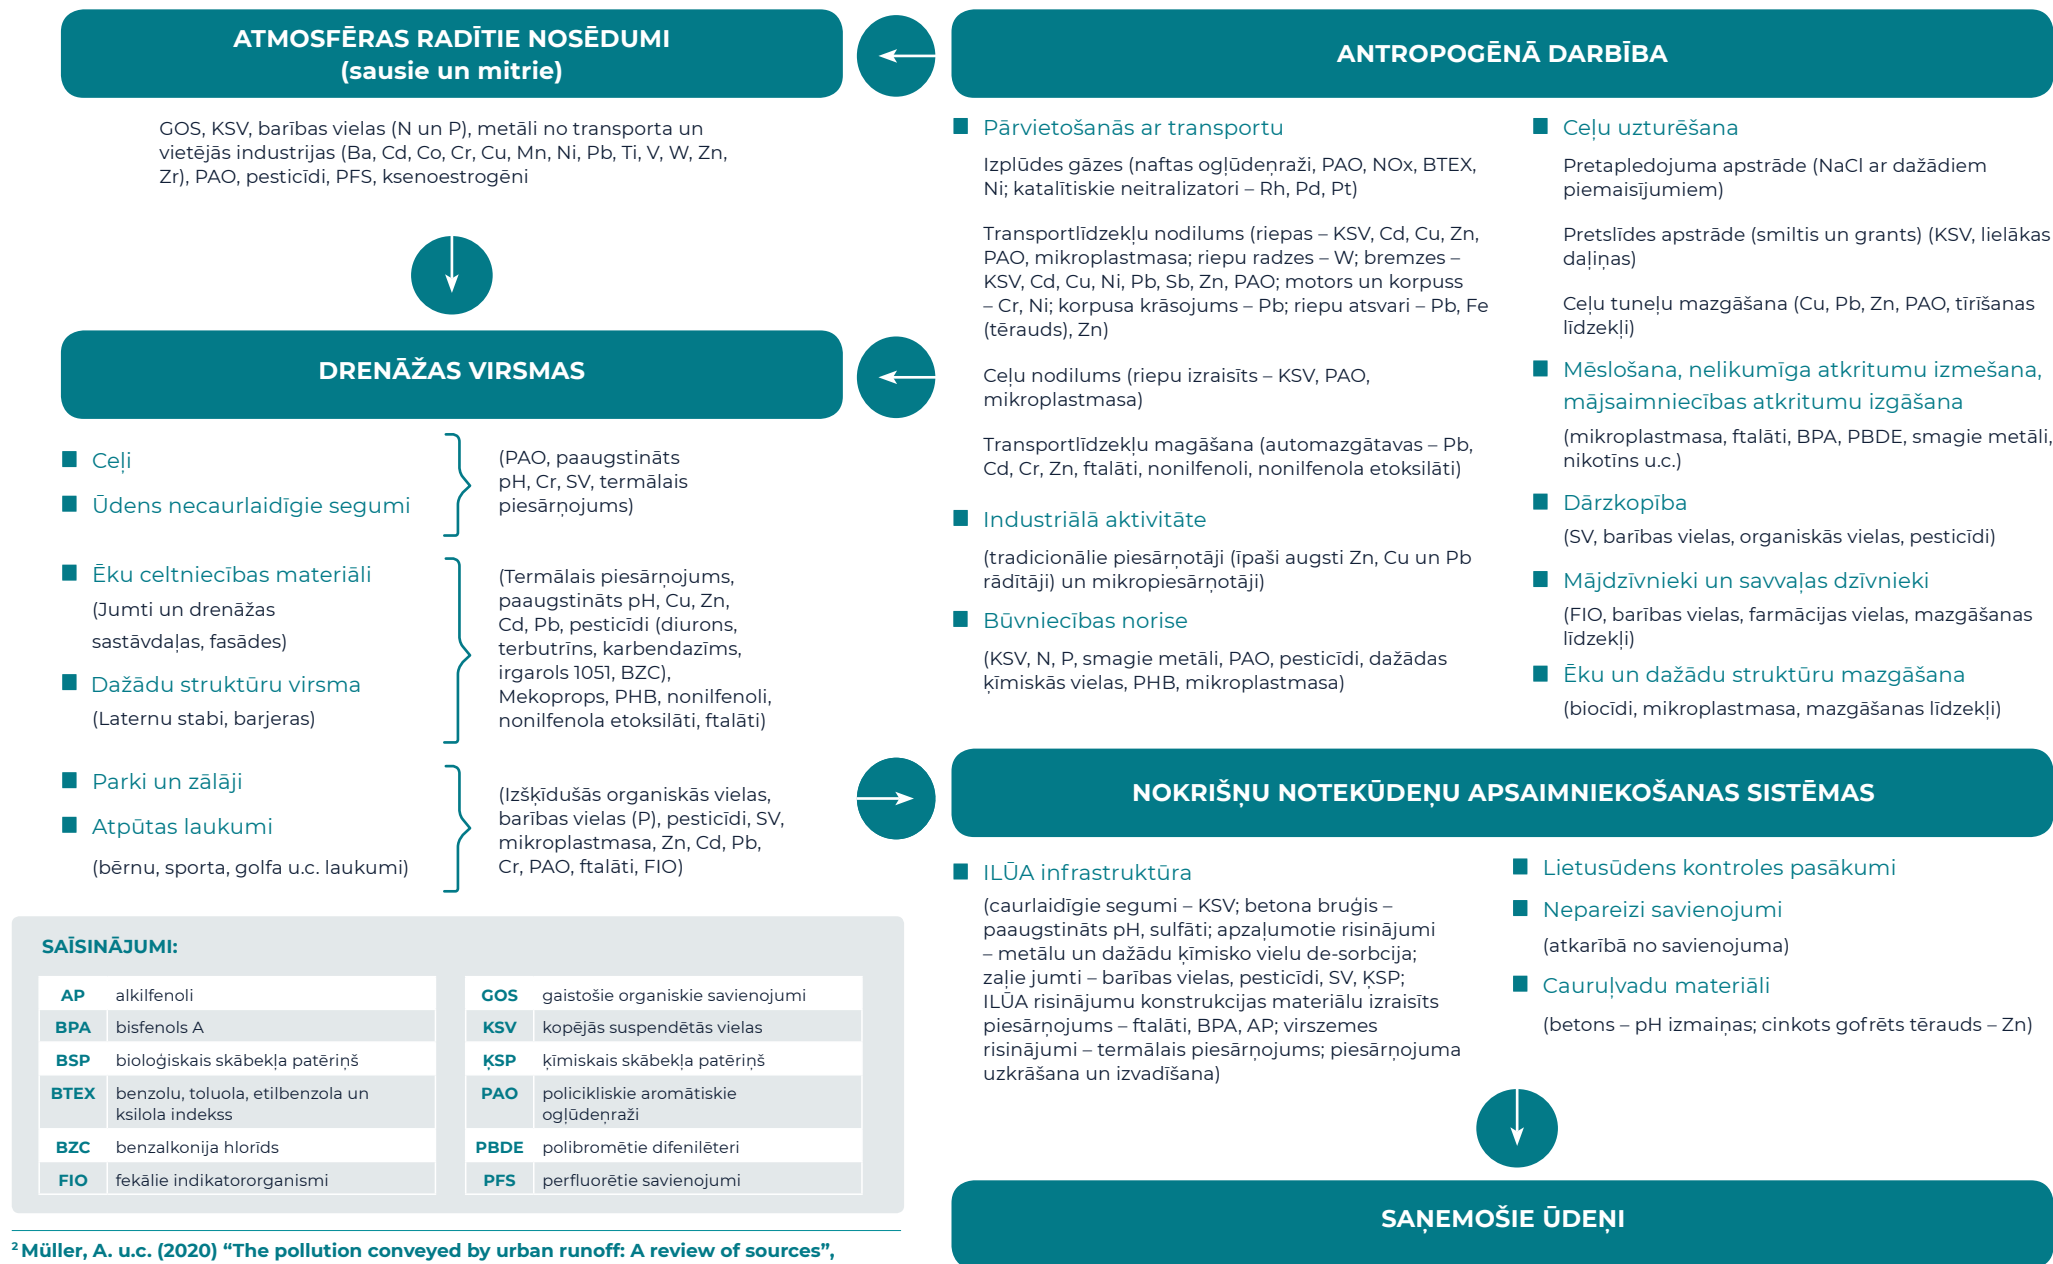 ATMOSFĒRAS RADĪTIE NOSĒDUMI
(sausie un mitrie)
GOS, KSV, barības vielas (N un P), metāli no transporta un
vietējās industrijas (Ba, Cd, Co, Cr, Cu, Mn, Ni, Pb, Ti, V, W, Zn,
Zr), PAO, pesticīdi, PFS, ksenoestrogēni
DRENĀŽAS VIRSMAS
Ceļi
Ūdens necaurlaidīgie segumi
(PAO, paaugstināts
pH, Cr, SV, termālais
piesārņojums)
Ēku celtniecības materiāli
(Jumti un drenāžas
sastāvdaļas, fasādes)
Dažādu struktūru virsma
(Laternu stabi, barjeras)
(Termālais piesārņojums,
paaugstināts pH, Cu, Zn,
Cd, Pb, pesticīdi (diurons,
terbutrīns, karbendazīms,
irgarols 1051, BZC),
Mekoprops, PHB, nonilfenoli,
nonilfenola etoksilāti, ftalāti)
Parki un zālāji
Atpūtas laukumi
(bērnu, sporta, golfa u.c. laukumi)
(Izšķīdušās organiskās vielas,
barības vielas (P), pesticīdi, SV,
mikroplastmasa, Zn, Cd, Pb,
Cr, PAO, ftalāti, FIO)
ANTROPOGĒNĀ DARBĪBA
Pārvietošanās ar transportu
Izplūdes gāzes (naftas ogļūdeņraži, PAO, NOx, BTEX,
Ni; katalītiskie neitralizatori – Rh, Pd, Pt)
Transportlīdzekļu nodilums (riepas – KSV, Cd, Cu, Zn,
PAO, mikroplastmasa; riepu radzes – W; bremzes –
KSV, Cd, Cu, Ni, Pb, Sb, Zn, PAO; motors un korpuss
– Cr, Ni; korpusa krāsojums – Pb; riepu atsvari – Pb, Fe
(tērauds), Zn)
Ceļu nodilums (riepu izraisīts – KSV, PAO,
mikroplastmasa)
Transportlīdzekļu magāšana (automazgātavas – Pb,
Cd, Cr, Zn, ftalāti, nonilfenoli, nonilfenola etoksilāti)
Industriālā aktivitāte
(tradicionālie piesārņotāji (īpaši augsti Zn, Cu un Pb
rādītāji) un mikropiesārņotāji)
Būvniecības norise
(KSV, N, P, smagie metāli, PAO, pesticīdi, dažādas
ķīmiskās vielas, PHB, mikroplastmasa)
Ceļu uzturēšana
Pretapledojuma apstrāde (NaCl ar dažādiem
piemaisījumiem)
Pretslīdes apstrāde (smiltis un grants) (KSV, lielākas
daļiņas)
Ceļu tuneļu mazgāšana (Cu, Pb, Zn, PAO, tīrīšanas
līdzekļi)
Mēslošana, nelikumīga atkritumu izmešana,
mājsaimniecības atkritumu izgāšana
(mikroplastmasa, ftalāti, BPA, PBDE, smagie metāli,
nikotīns u.c.)
Dārzkopība
(SV, barības vielas, organiskās vielas, pesticīdi)
Mājdzīvnieki un savvaļas dzīvnieki
(FIO, barības vielas, farmācijas vielas, mazgāšanas
līdzekļi)
Ēku un dažādu struktūru mazgāšana
(biocīdi, mikroplastmasa, mazgāšanas līdzekļi)
NOKRIŠŅU NOTEKŪDEŅU APSAIMNIEKOŠANAS SISTĒMAS
ILŪA infrastruktūra
(caurlaidīgie segumi – KSV; betona bruģis –
paaugstināts pH, sulfāti; apzaļumotie risinājumi
– metālu un dažādu ķīmisko vielu de-sorbcija;
zaļie jumti – barības vielas, pesticīdi, SV, ĶSP;
ILŪA risinājumu konstrukcijas materiālu izraisīts
piesārņojums – ftalāti, BPA, AP; virszemes
risinājumi – termālais piesārņojums; piesārņojuma
uzkrāšana un izvadīšana)
Lietusūdens kontroles pasākumi
Nepareizi savienojumi
(atkarībā no savienojuma)
Cauruļvadu materiāli
(betons – pH izmaiņas; cinkots gofrēts tērauds – Zn)
SAŅEMOŠIE ŪDEŅI
SAĪSINĀJUMI:
AP alkilfenoli
BPA bisfenols A
BSP bioloģiskais skābekļa patēriņš
BTEX benzolu, toluola, etilbenzola un
ksilola indekss
BZC benzalkonija hlorīds
FIO fekālie indikatororganismi
GOS gaistošie organiskie savienojumi
KSV kopējās suspendētās vielas
ĶSP ķīmiskais skābekļa patēriņš
PAO policikliskie aromātiskie
ogļūdeņraži
PBDE polibromētie difenilēteri
PFS perfluorētie savienojumi
² Müller, A. u.c. (2020) “The pollution conveyed by urban runoff: A review of sources”,